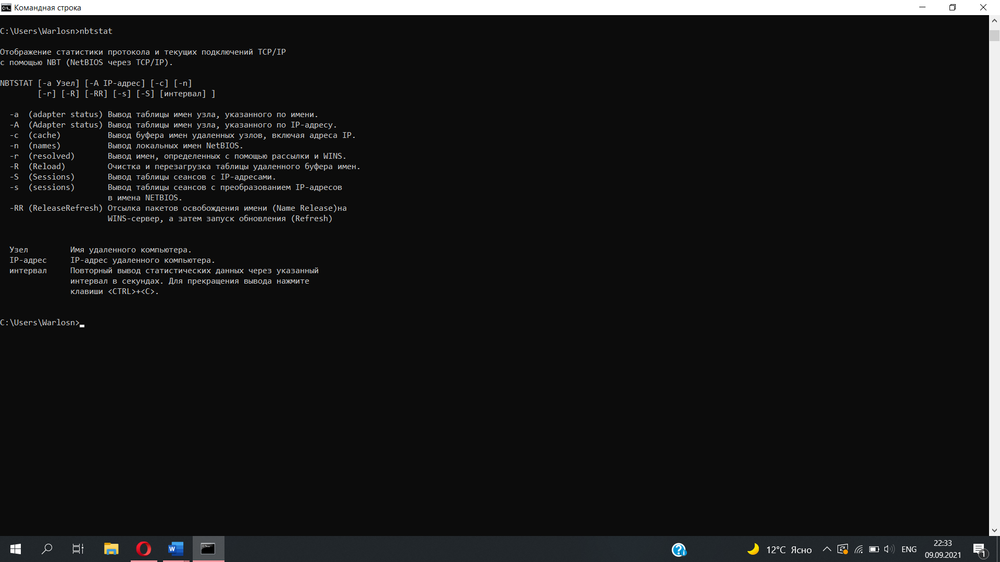 Командная строка
C:\Users\Warlosn>nbtstat
Отображение статистики протокола и текущих подключений TCP/IP
с помощью NBT (NetBIOS через TCP/IP).
NBTSTAT [-a Узел] [-A IP-адрес] [-c] [-n]
[-r] [-R] [-RR] [-s] [-S] [интервал] ]
-a (adapter status) Вывод таблицы имен узла, указанного по имени.
-A (Adapter status) Вывод таблицы имен узла, указанного по IP-адресу.
-c (cache) Вывод буфера имен удаленных узлов, включая адреса IP.
-n (names) Вывод локальных имен NetBIOS.
-r (resolved) Вывод имен, определенных с помощью рассылки и WINS.
-R (Reload) Очистка и перезагрузка таблицы удаленного буфера имен.
-S (Sessions) Вывод таблицы сеансов с IP-адресами.
-s (sessions) Вывод таблицы сеансов с преобразованием IP-адресов
в имена NETBIOS.
-RR (ReleaseRefresh) Отсылка пакетов освобождения имени (Name Release)на
WINS-сервер, а затем запуск обновления (Refresh)
Узел Имя удаленного компьютера.
IP-адрес IP-адрес удаленного компьютера.
интервал Повторный вывод статистических данных через указанный
интервал в секундах. Для прекращения вывода нажмите
клавиши <CTRL>+<C>.
C:\Users\Warlosn>
12°C Ясно
ENG
22:33
09.09.2021
1